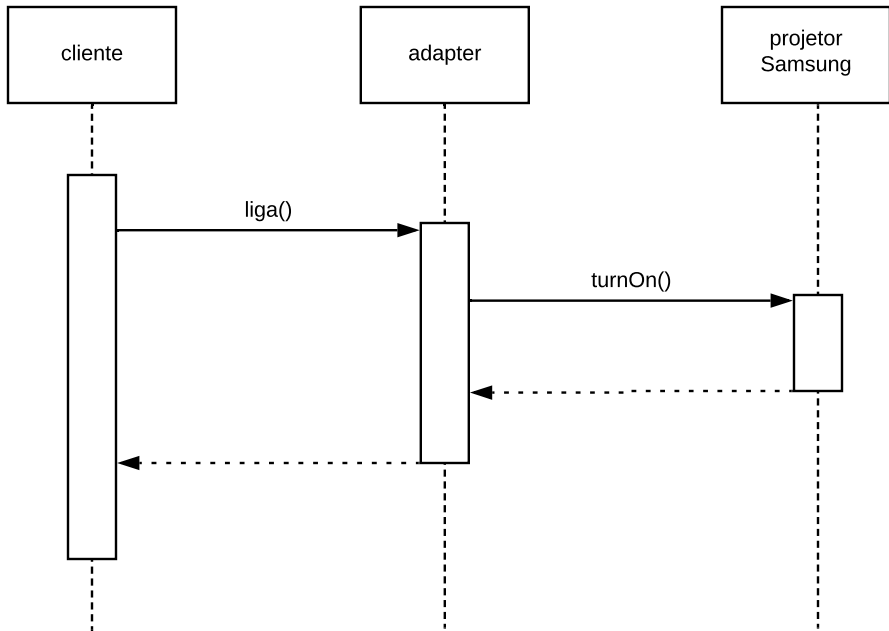 cliente
adapter
projetor
Samsung
liga()
turnOn()